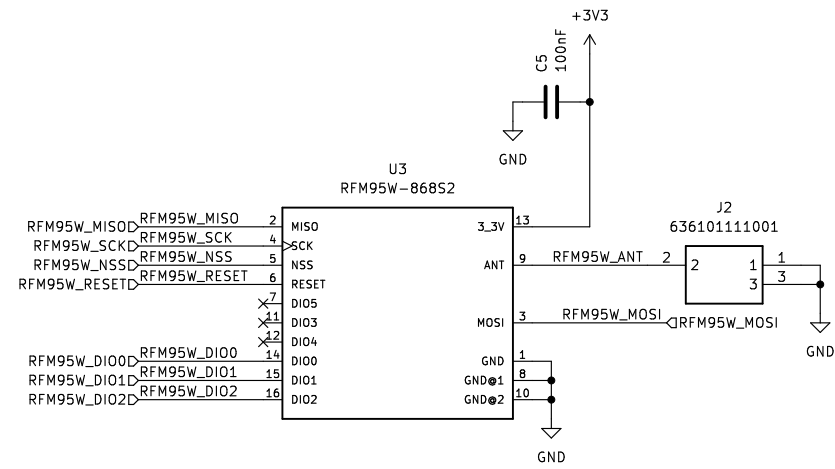 +3V3
C5
100nF
GND
U3
RFM95W-868S2
RFM95W_MISO RFM95W_MISO 2 MISO
RFM95W_SCK RFM95W_SCK 4 SCK
RFM95W_NSS RFM95W_NSS 5 NSS
RFM95W_RESET RFM95W_RESET 6 RESET
7 DIO5
11 DIO3
12 DIO4
RFM95W_DIO0 RFM95W_DIO0 14 DIO0
RFM95W_DIO1 RFM95W_DIO1 15 DIO1
RFM95W_DIO2 RFM95W_DIO2 16 DIO2
3_3V 13
ANT 9 RFM95W_ANT 2
MOSI 3 RFM95W_MOSI RFM95W_MOSI
GND 1
GND@1 8
GND@2 10
GND
J2
636101111001
2 1 1
3 3
GND